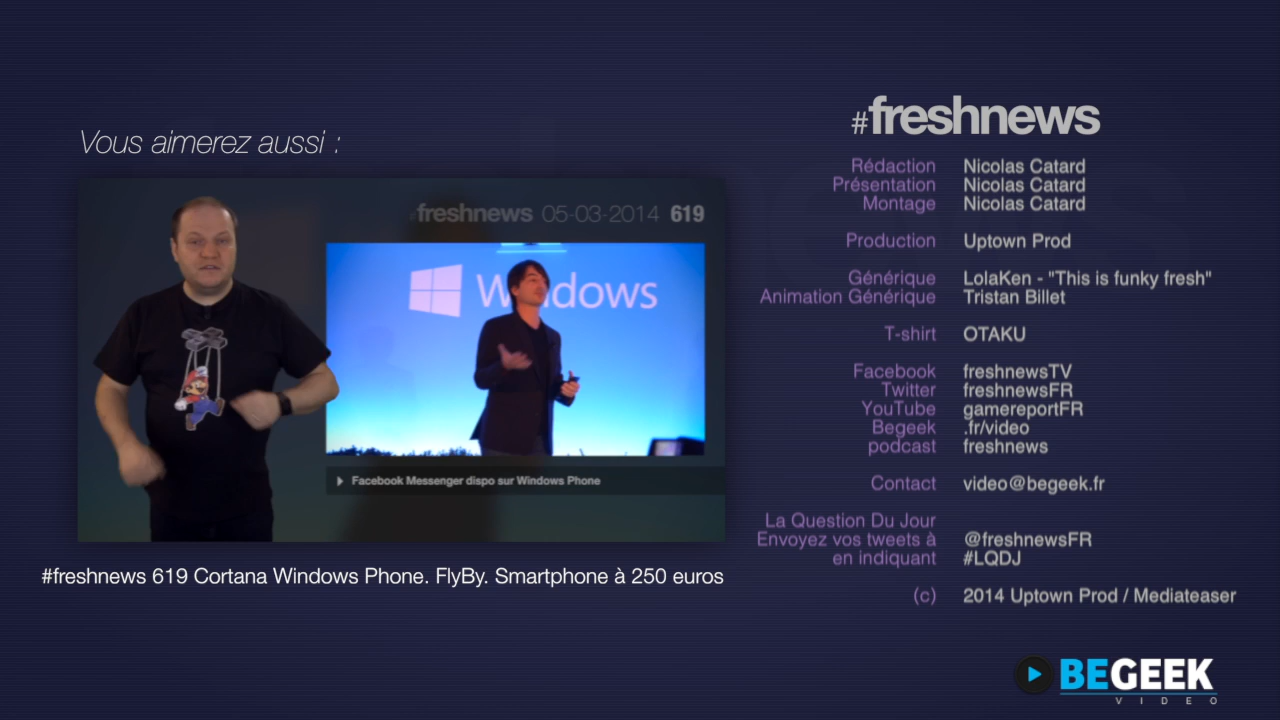 Vous aimerez aussi :
#freshnews 05-03-2014 619
Windows
Facebook Messenger dispo sur Windows Phone
#freshnews 619 Cortana Windows Phone. FlyBy. Smartphone à 250 euros
#freshnews
Rédaction Nicolas Catard
Présentation Nicolas Catard
Montage Nicolas Catard
Production Uptown Prod
Générique LolaKen - "This is funky fresh"
Animation Générique Tristan Billet
T-shirt OTAKU
Facebook freshnewsTV
Twitter freshnewsFR
YouTube gamereportFR
Begeek .fr/video
podcast freshnews
Contact video@begeek.fr
La Question Du Jour
Envoyez vos tweets à @freshnewsFR
en indiquant #LQDJ
(c) 2014 Uptown Prod / Mediateaser
BEGEEK
VIDEO